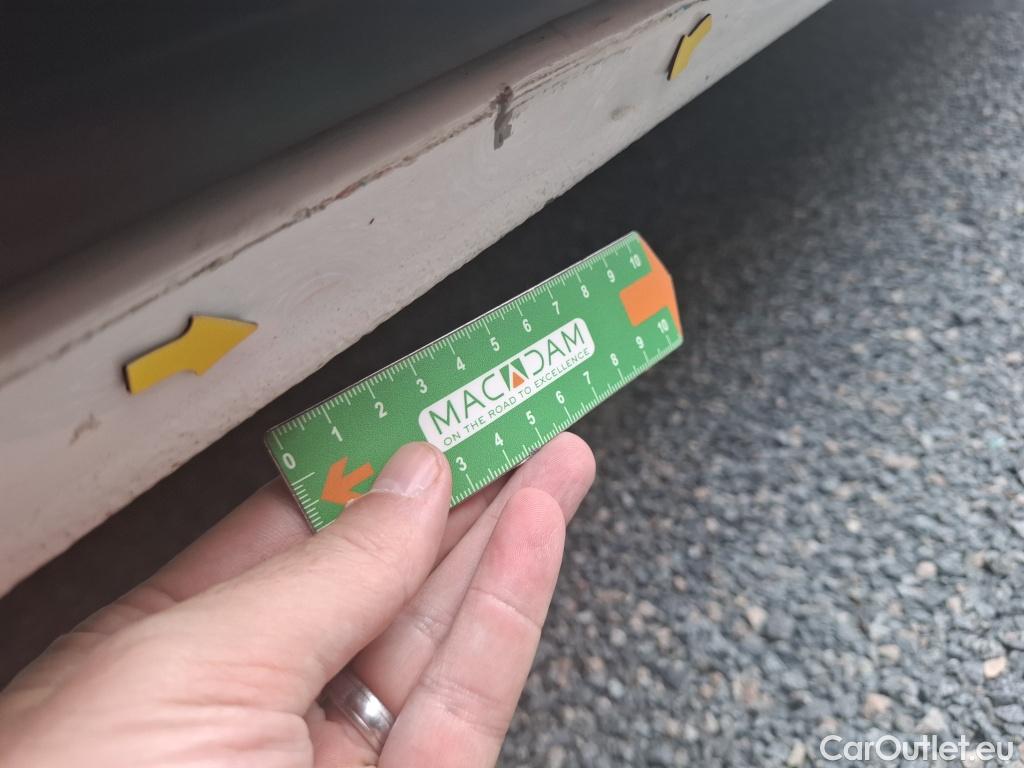 0 1 2 3 4 5 6 7 8 9 10
MACADAM
ON THE ROAD TO EXCELLENCE
3 4 5 6 7 8 9 10
CarOutlet.eu